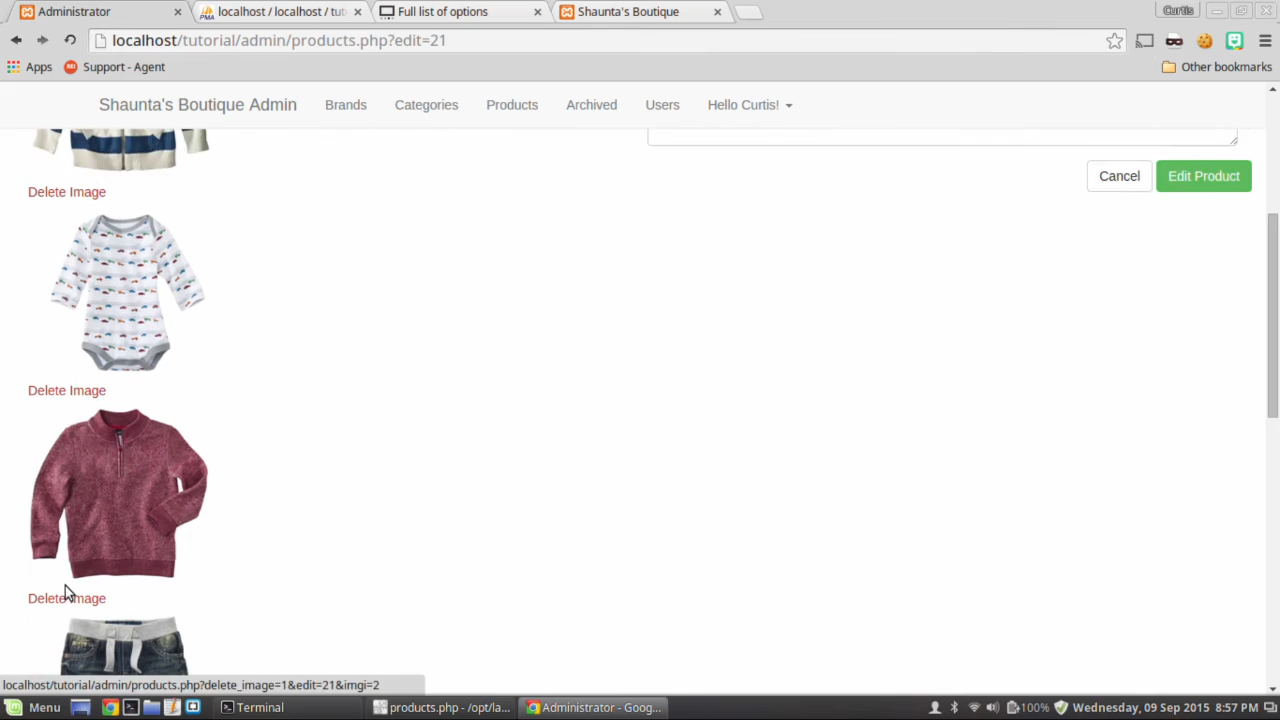 Administrator
localhost / localhost / tut
Full list of options
Shaunta's Boutique
Curtis
localhost/tutorial/admin/products.php?edit=21
Apps
Support - Agent
Other bookmarks
Shaunta's Boutique Admin
Brands
Categories
Products
Archived
Users
Hello Curtis!
Cancel
Edit Product
Delete Image
Delete Image
Delete Image
localhost/tutorial/admin/products.php?delete_image=1&edit=21&imgi=2
Menu
Terminal
products.php - /opt/la...
Administrator - Goog...
100%
Wednesday, 09 Sep 2015
8:57 PM